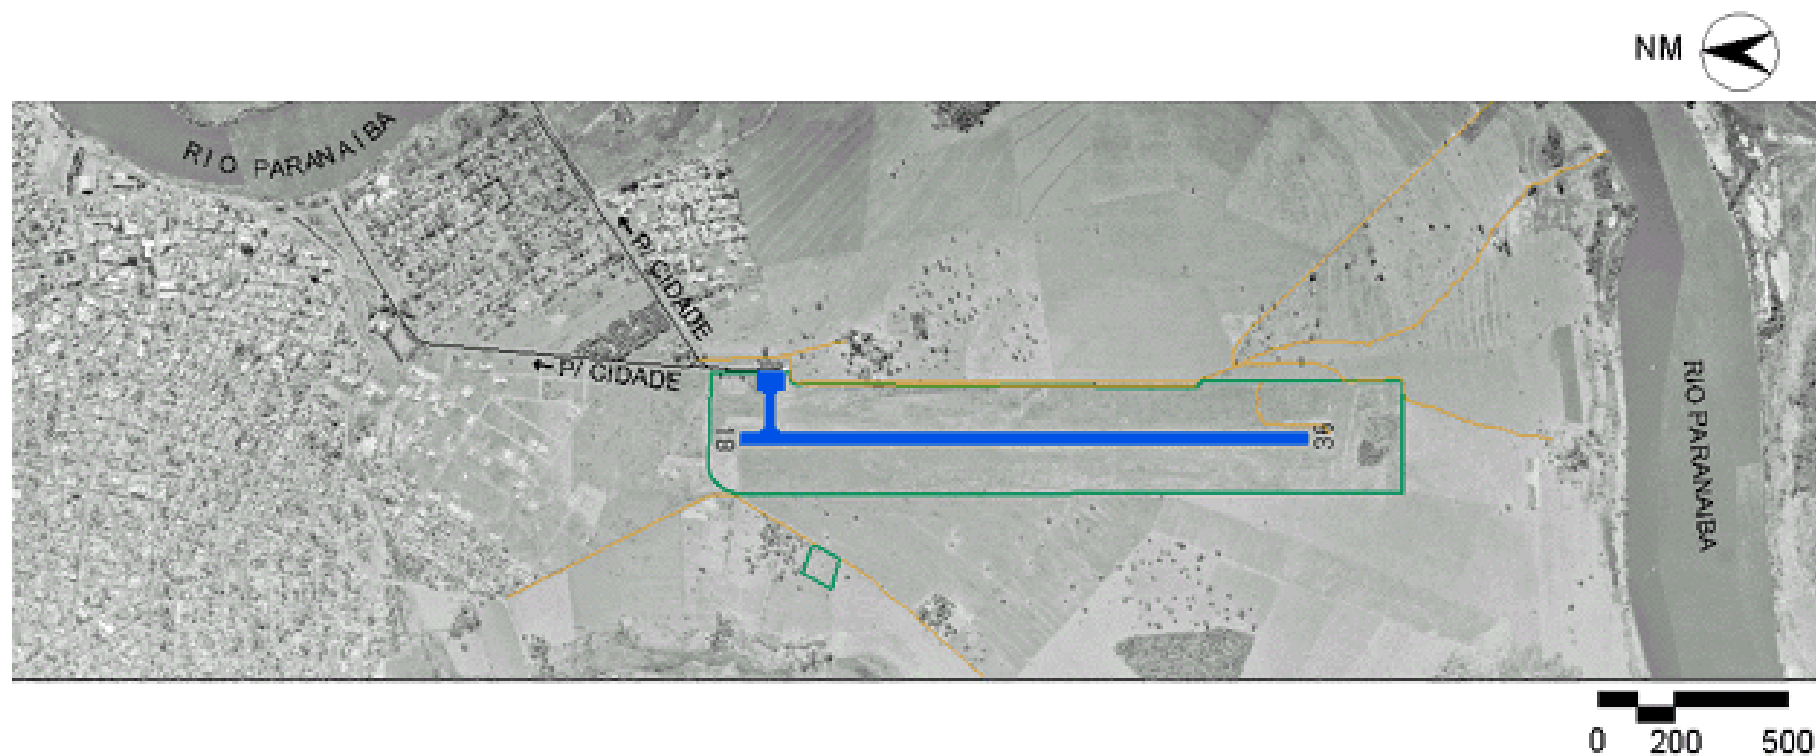 NM
RIO PARANAIBA
← P/ CIDADE
← P/ CIDADE
18
36
RIO PARANAIBA
0 200 500